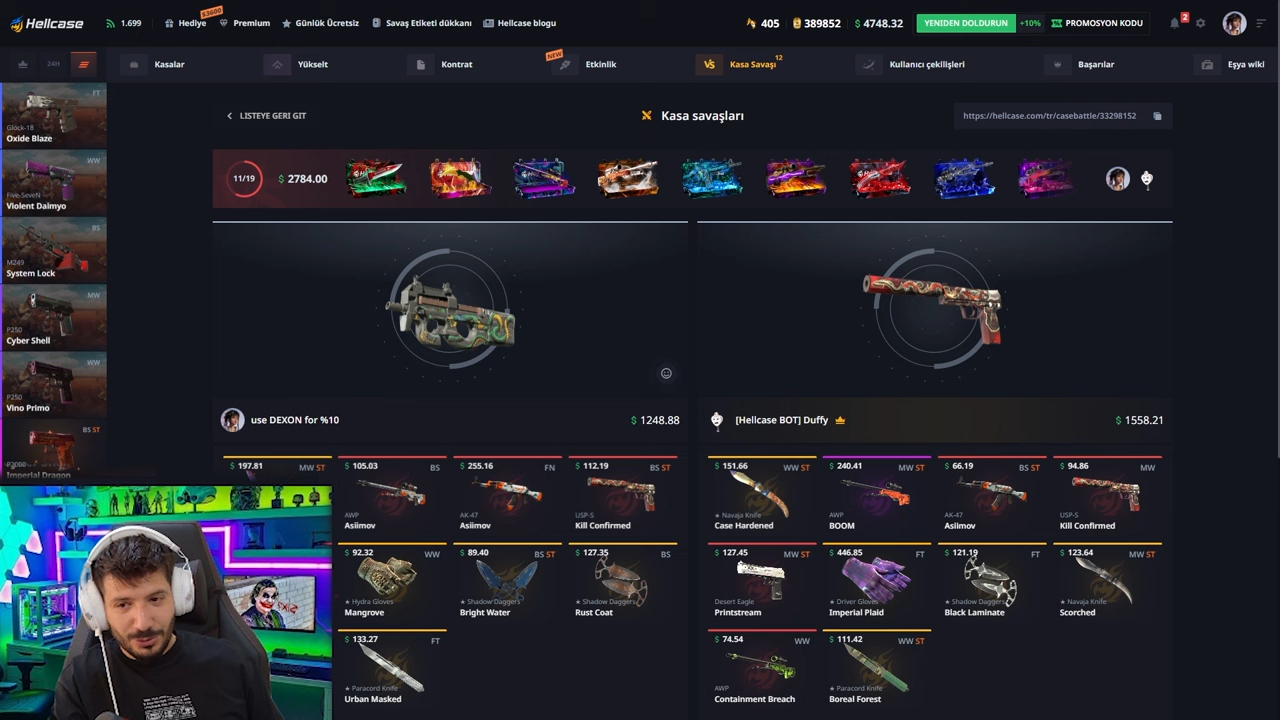 Hellcase
1.699
Hediye
$3600
Premium
Günlük Ücretsiz
Savaş Etiketi dükkanı
Hellcase blogu
405
389852
$ 4748.32
YENİDEN DOLDURUN
+10%
PROMOSYON KODU
2
24H
Kasalar
Yükselt
Kontrat
NEW
Etkinlik
VS
Kasa Savaşı
12
Kullanıcı çekilişleri
Başarılar
Eşya wiki
FT
Glock-18
Oxide Blaze
WW
Five-SeveN
Violent Daimyo
BS
M249
System Lock
MW
P250
Cyber Shell
WW
P250
Vino Primo
BS ST
P2000
Imperial Dragon
LISTEYE GERI GIT
Kasa savaşları
https://hellcase.com/tr/casebattle/33298152
11/19
$ 2784.00
use DEXON for %10
$ 1248.88
[Hellcase BOT] Duffy
$ 1558.21
$ 197.81
MW ST
$ 105.03
BS
AWP
Asiimov
$ 255.16
FN
AK-47
Asiimov
$ 112.19
BS ST
USP-S
Kill Confirmed
$ 151.66
WW ST
★ Navaja Knife
Case Hardened
$ 240.41
MW ST
AWP
BOOM
$ 66.19
BS ST
AK-47
Asiimov
$ 94.86
MW
USP-S
Kill Confirmed
$ 92.32
WW
★ Hydra Gloves
Mangrove
$ 89.40
BS ST
★ Shadow Daggers
Bright Water
$ 127.35
BS
★ Shadow Daggers
Rust Coat
$ 127.45
MW ST
Desert Eagle
Printstream
$ 446.85
FT
★ Driver Gloves
Imperial Plaid
$ 121.19
FT
★ Shadow Daggers
Black Laminate
$ 123.64
MW ST
★ Navaja Knife
Scorched
$ 133.27
FT
★ Paracord Knife
Urban Masked
$ 74.54
WW
AWP
Containment Breach
$ 111.42
WW ST
★ Paracord Knife
Boreal Forest